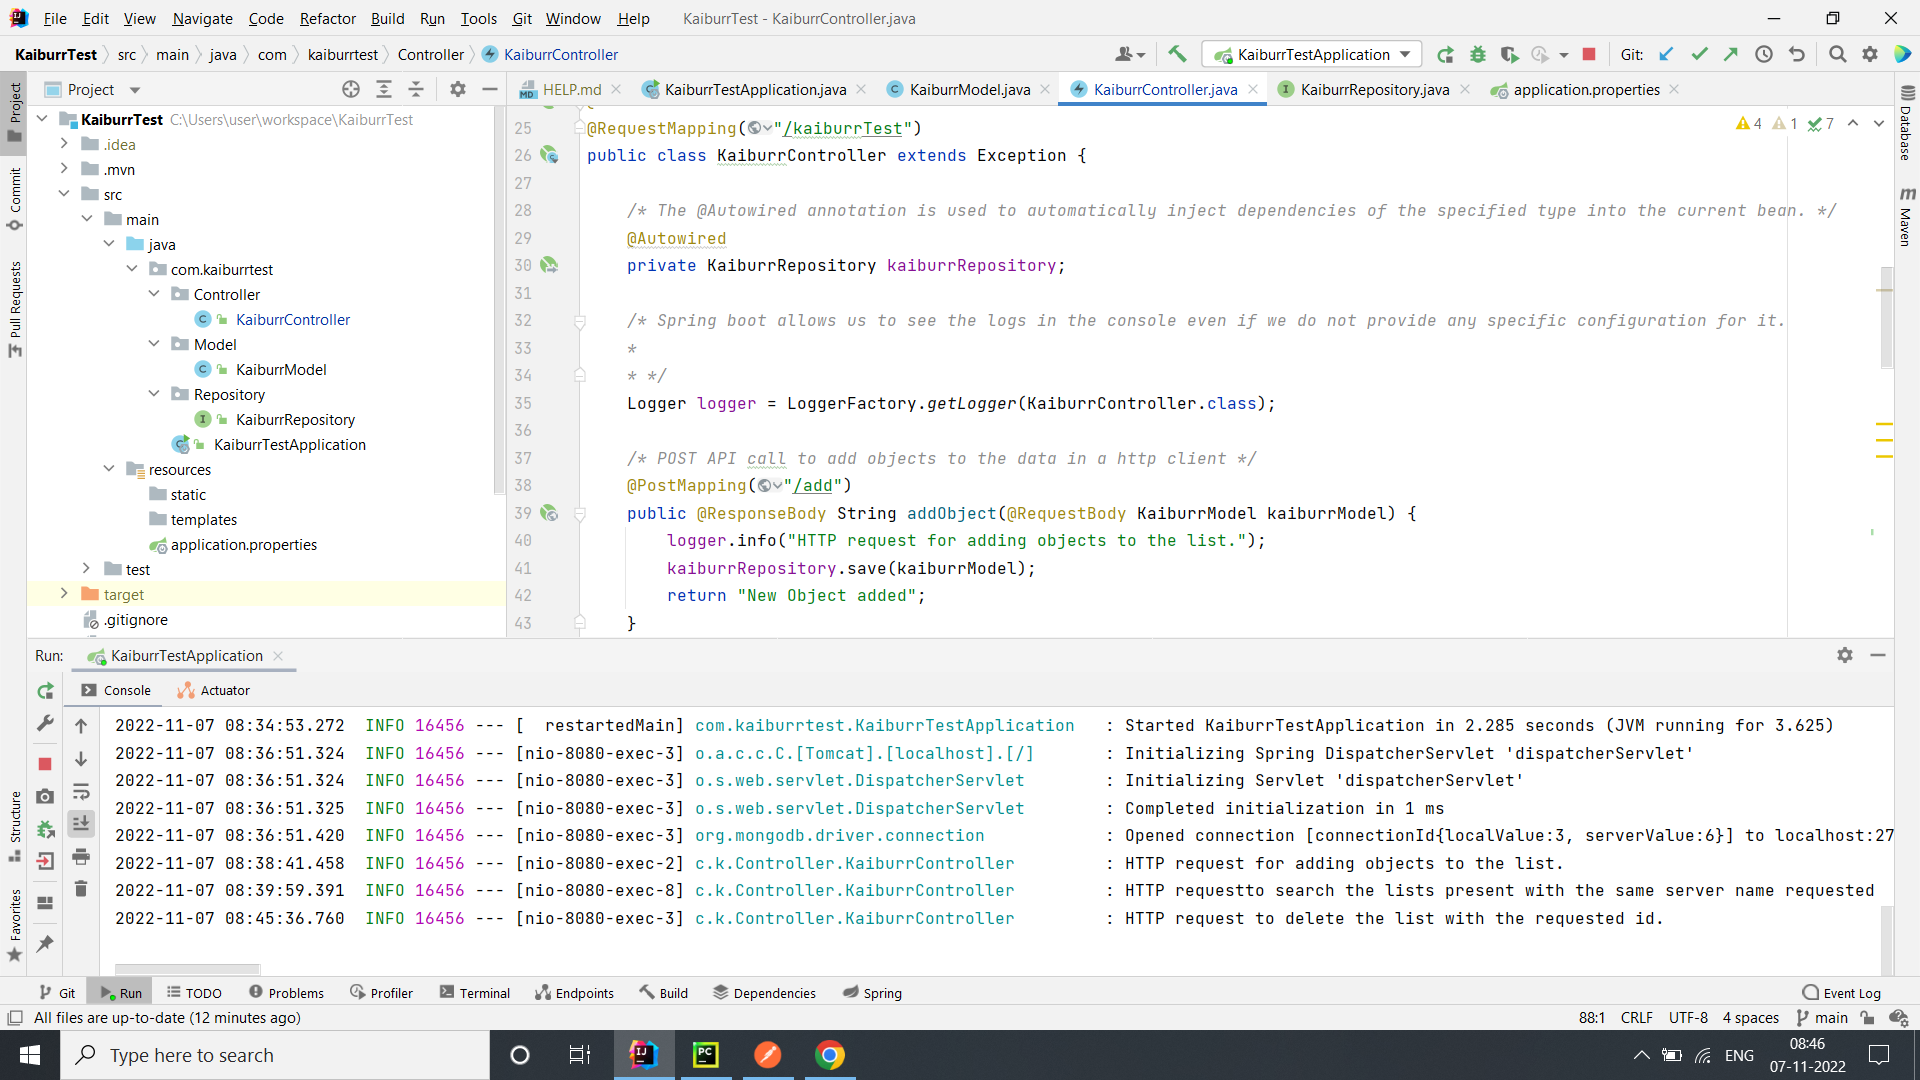 File Edit View Navigate Code Refactor Build Run Tools Git Window Help KaiburrTest - KaiburrController.java
KaiburrTest src main java com kaiburrtest Controller KaiburrController KaiburrTestApplication Git:
Project HELP.md KaiburrTestApplication.java KaiburrModel.java KaiburrController.java KaiburrRepository.java application.properties
Project
Commit
Pull Requests
Structure
Favorites
KaiburrTest C:\Users\user\workspace\KaiburrTest
.idea
.mvn
src
main
java
com.kaiburrtest
Controller
KaiburrController
Model
KaiburrModel
Repository
KaiburrRepository
KaiburrTestApplication
resources
static
templates
application.properties
test
target
.gitignore
4 1 7
25 @RequestMapping("/kaiburrTest")
26 public class KaiburrController extends Exception {
27
28 /* The @Autowired annotation is used to automatically inject dependencies of the specified type into the current bean. */
29 @Autowired
30 private KaiburrRepository kaiburrRepository;
31
32 /* Spring boot allows us to see the logs in the console even if we do not provide any specific configuration for it.
33 *
34 * */
35 Logger logger = LoggerFactory.getLogger(KaiburrController.class);
36
37 /* POST API call to add objects to the data in a http client */
38 @PostMapping("/add")
39 public @ResponseBody String addObject(@RequestBody KaiburrModel kaiburrModel) {
40 logger.info("HTTP request for adding objects to the list.");
41 kaiburrRepository.save(kaiburrModel);
42 return "New Object added";
43 }
Database
m Maven
Run: KaiburrTestApplication
Console Actuator
2022-11-07 08:34:53.272 INFO 16456 --- [ restartedMain] com.kaiburrtest.KaiburrTestApplication : Started KaiburrTestApplication in 2.285 seconds (JVM running for 3.625)
2022-11-07 08:36:51.324 INFO 16456 --- [nio-8080-exec-3] o.a.c.c.C.[Tomcat].[localhost].[/] : Initializing Spring DispatcherServlet 'dispatcherServlet'
2022-11-07 08:36:51.324 INFO 16456 --- [nio-8080-exec-3] o.s.web.servlet.DispatcherServlet : Initializing Servlet 'dispatcherServlet'
2022-11-07 08:36:51.325 INFO 16456 --- [nio-8080-exec-3] o.s.web.servlet.DispatcherServlet : Completed initialization in 1 ms
2022-11-07 08:36:51.420 INFO 16456 --- [nio-8080-exec-3] org.mongodb.driver.connection : Opened connection [connectionId{localValue:3, serverValue:6}] to localhost:27
2022-11-07 08:38:41.458 INFO 16456 --- [nio-8080-exec-2] c.k.Controller.KaiburrController : HTTP request for adding objects to the list.
2022-11-07 08:39:59.391 INFO 16456 --- [nio-8080-exec-8] c.k.Controller.KaiburrController : HTTP requestto search the lists present with the same server name requested
2022-11-07 08:45:36.760 INFO 16456 --- [nio-8080-exec-3] c.k.Controller.KaiburrController : HTTP request to delete the list with the requested id.
Git Run TODO Problems Profiler Terminal Endpoints Build Dependencies Spring Event Log
All files are up-to-date (12 minutes ago) 88:1 CRLF UTF-8 4 spaces main
Type here to search ENG 08:46
07-11-2022